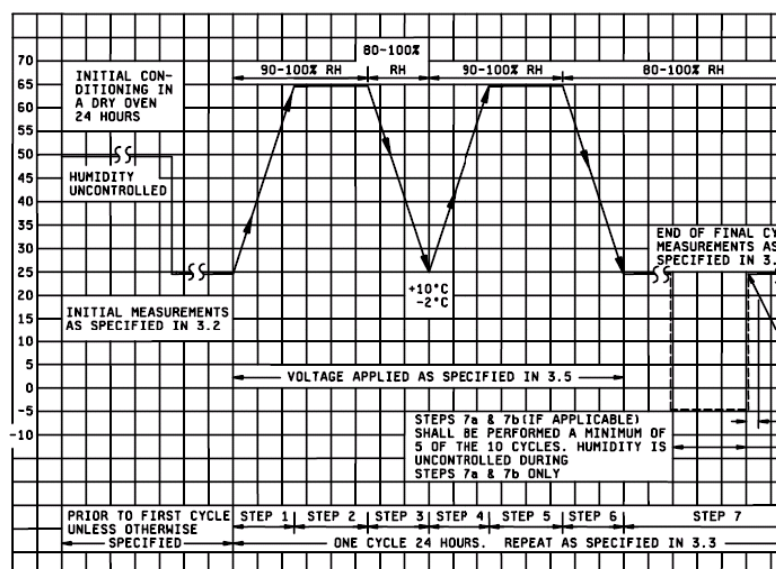 80-100%
90-100% RH
RH
90-100% RH
80-100% RH
70
65
60
55
50
45
40
35
30
25
20
15
10
5
0
-5
-10
INITIAL CON-
DITIONING IN
A DRY OVEN
24 HOURS
HUMIDITY
UNCONTROLLED
INITIAL MEASUREMENTS
AS SPECIFIED IN 3.2
+10°C
-2°C
END OF FINAL CY
MEASUREMENTS AS
SPECIFIED IN 3.
VOLTAGE APPLIED AS SPECIFIED IN 3.5
STEPS 7a & 7b(IF APPLICABLE)
SHALL BE PERFORMED A MINIMUM OF
5 OF THE 10 CYCLES. HUMIDITY IS
UNCONTROLLED DURING
STEPS 7a & 7b ONLY
PRIOR TO FIRST CYCLE
UNLESS OTHERWISE
SPECIFIED
STEP 1
STEP 2
STEP 3
STEP 4
STEP 5
STEP 6
STEP 7
ONE CYCLE 24 HOURS. REPEAT AS SPECIFIED IN 3.3